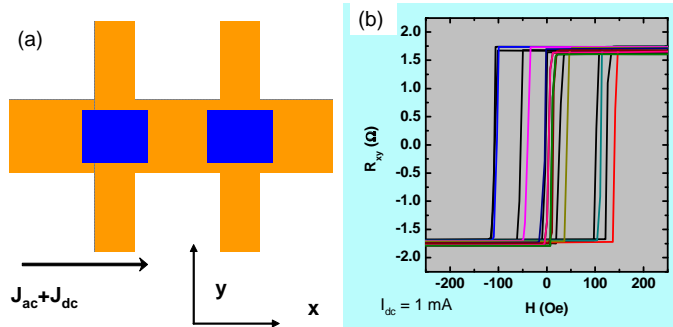 (a)
J_ac+J_dc
y
x
(b)
2.0
1.5
1.0
0.5
0.0
-0.5
-1.0
-1.5
-2.0
R_xy (Ω)
-200 -100 0 100 200
I_dc = 1 mA
H (Oe)